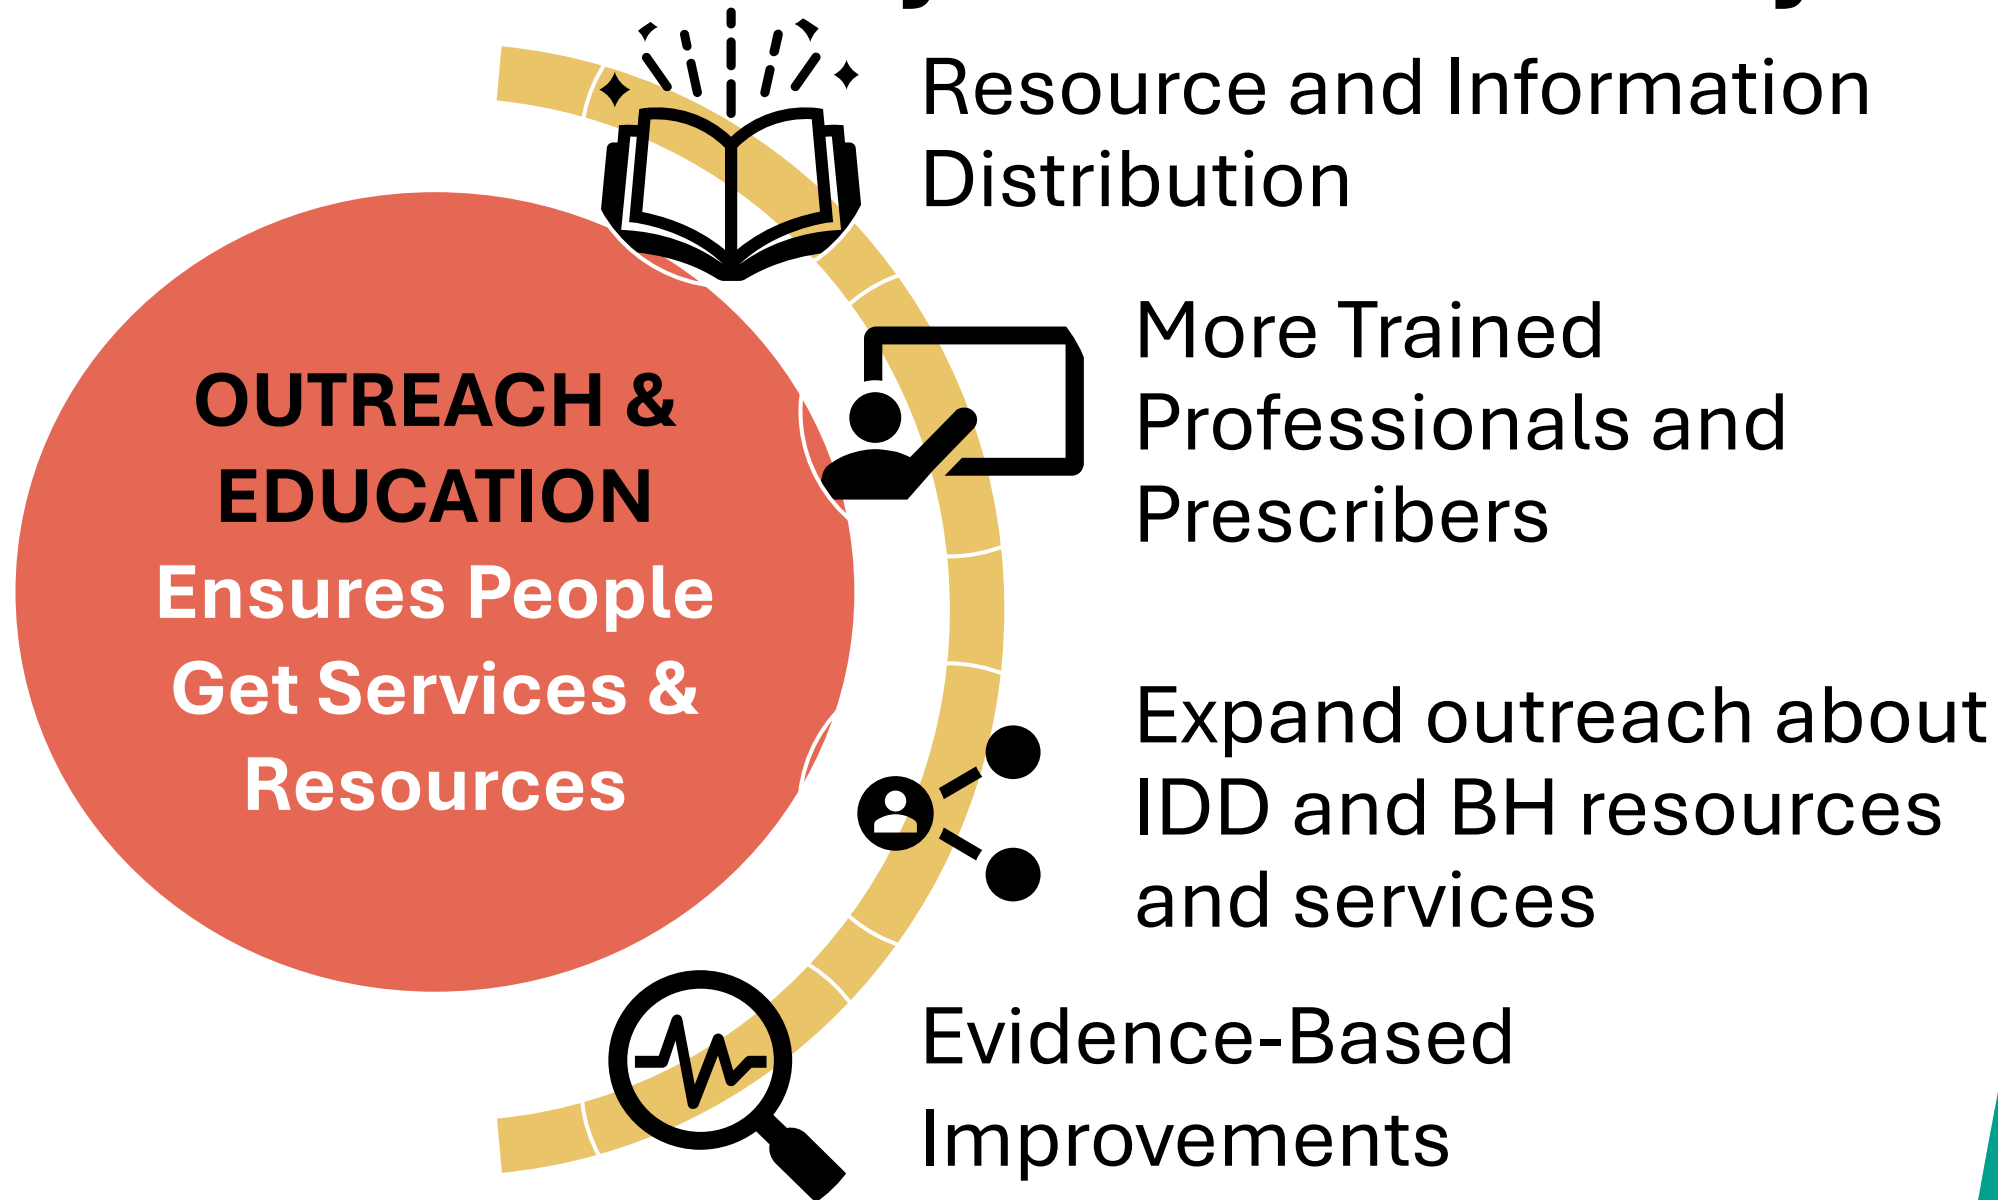 Resource and Information
Distribution
OUTREACH &
EDUCATION
Ensures People
Get Services &
Resources
More Trained
Professionals and
Prescribers
Expand outreach about
IDD and BH resources
and services
Evidence-Based
Improvements